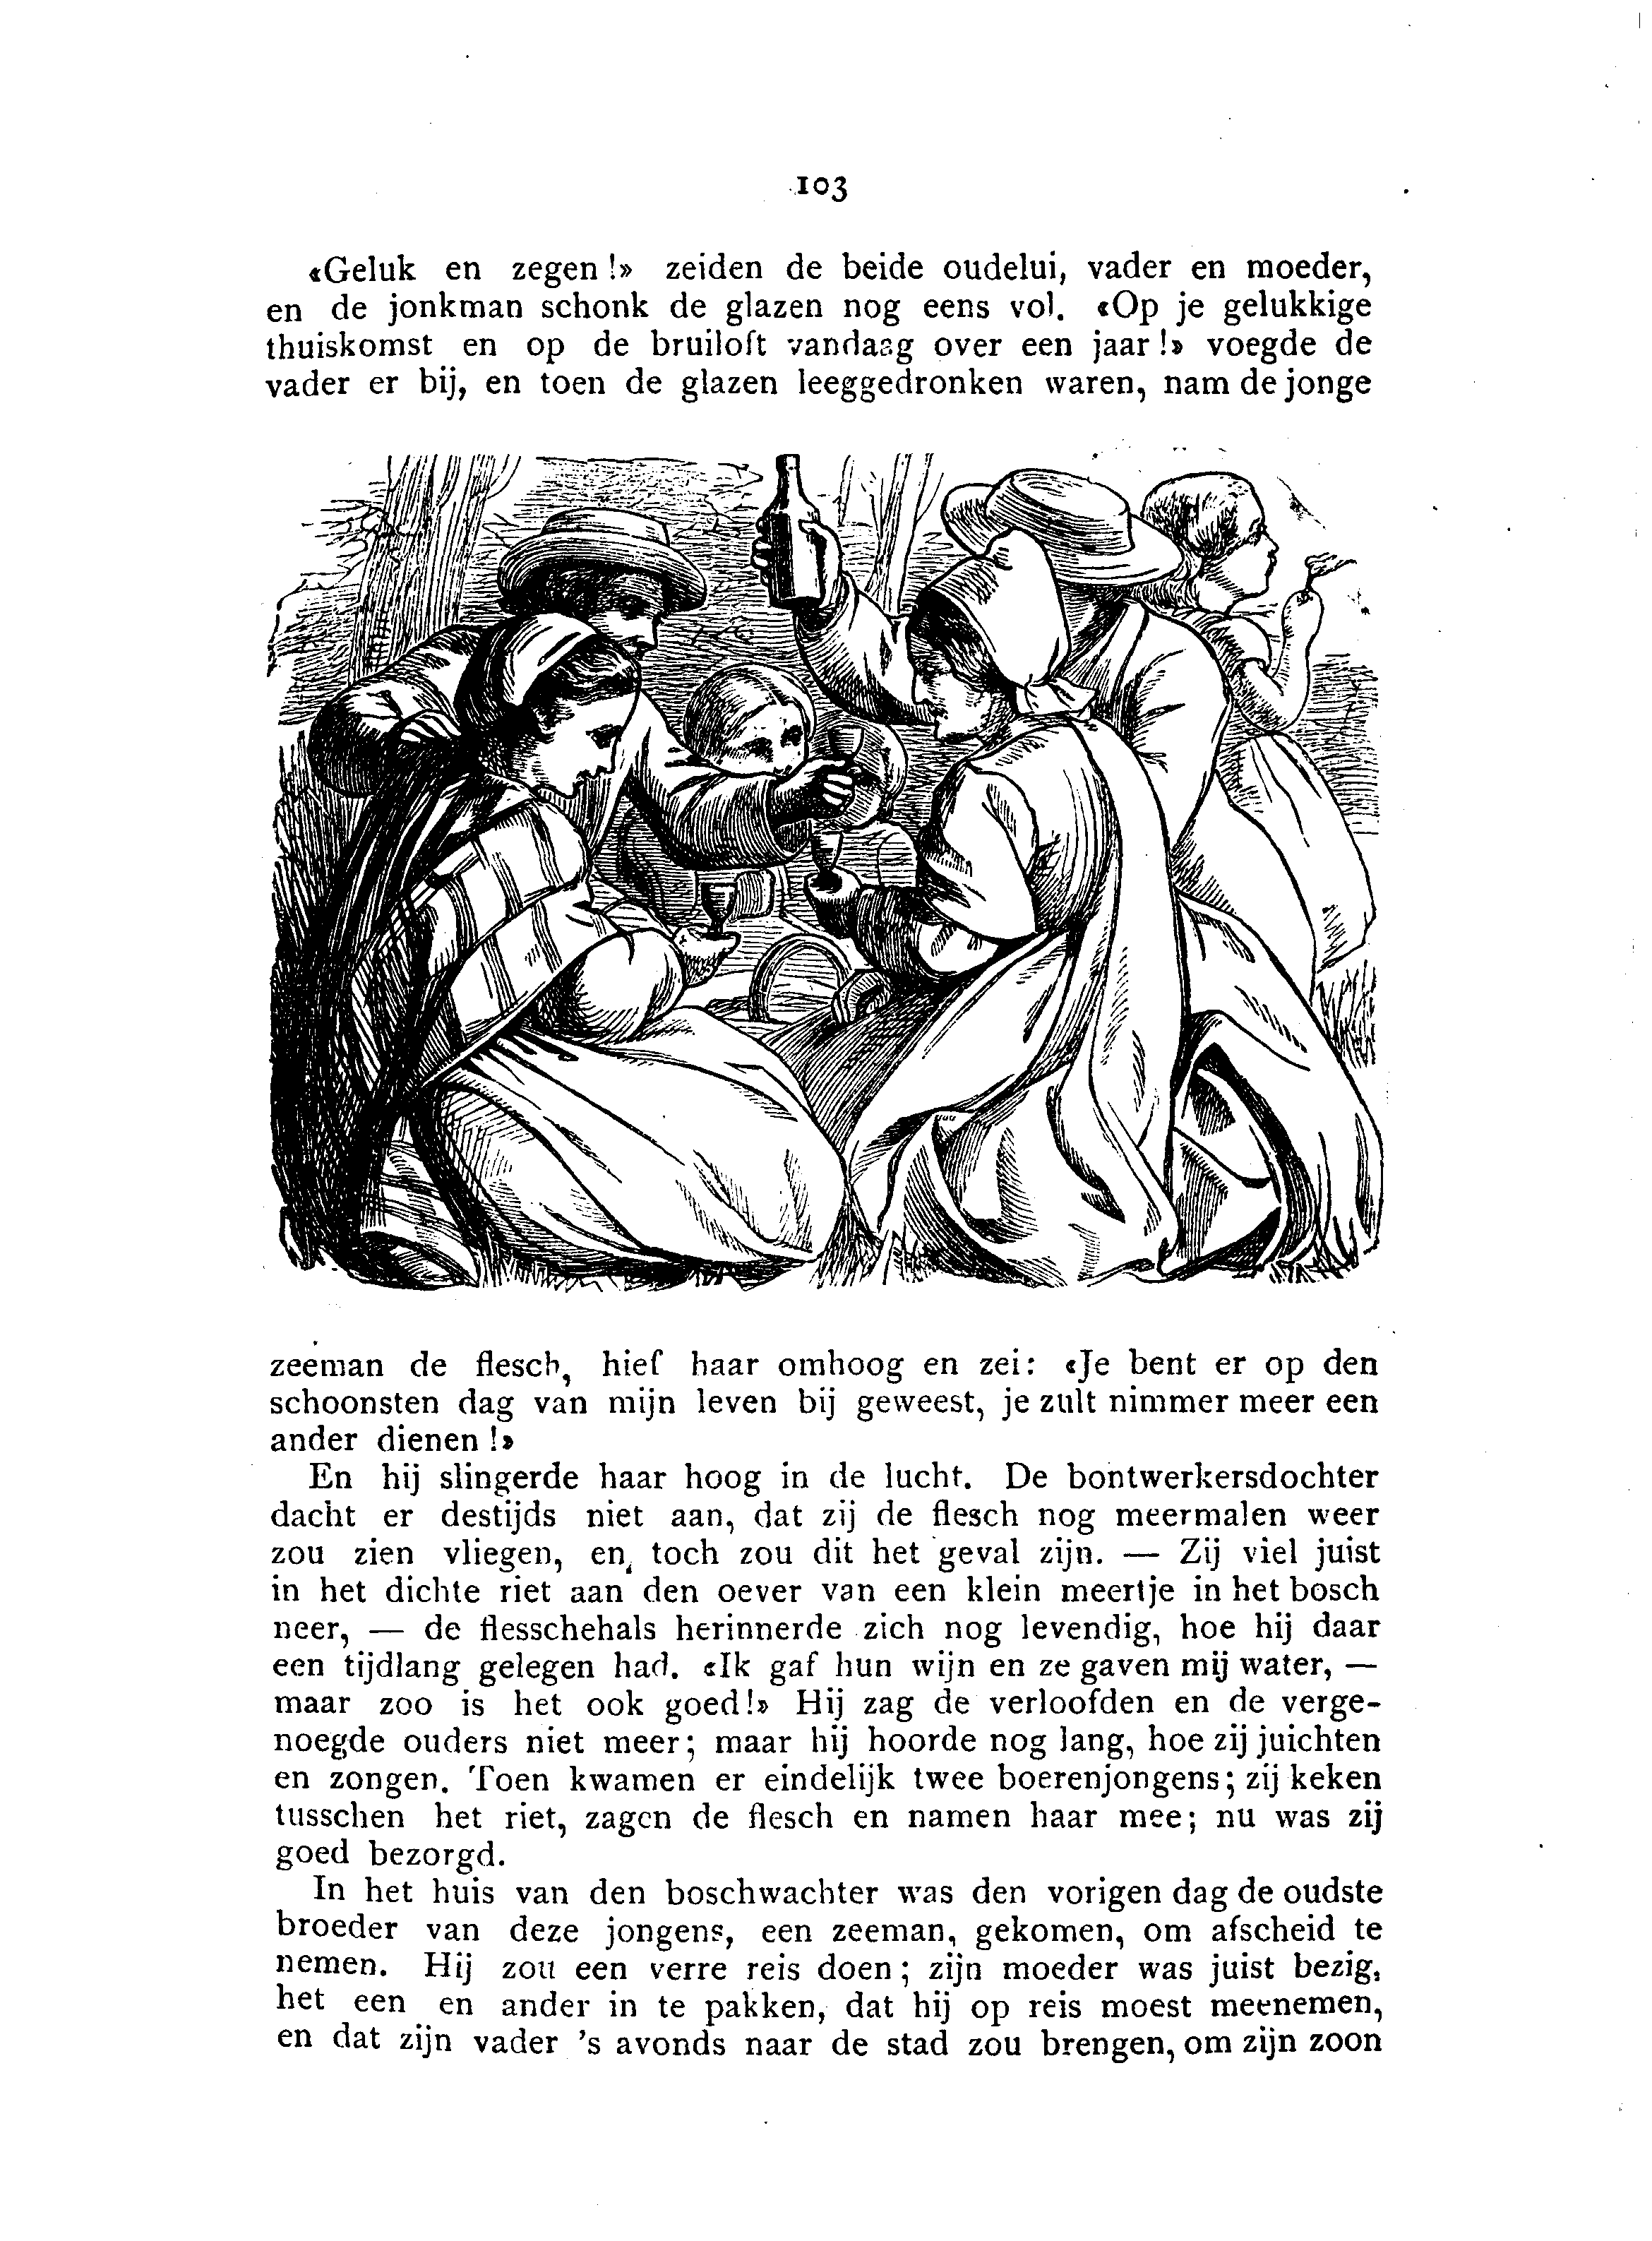 103
«Geluk en zegen!» zeiden de beide oudelui, vader en moeder,
en de jonkman schonk de glazen nog eens vol. «Op je gelukkige
thuiskomst en op de bruiloft vandaag over een jaar!» voegde de
vader er bij, en toen de glazen leeggedronken waren, nam de jonge
zeeman de flesch, hief haar omhoog en zei: «Je bent er op den
schoonsten dag van mijn leven bij geweest, je zult nimmer meer een
ander dienen!»
En hij slingerde haar hoog in de lucht. De bontwerkersdochter
dacht er destijds niet aan, dat zij de flesch nog meermalen weer
zou zien vliegen, en toch zou dit het geval zijn. — Zij viel juist
in het dichte riet aan den oever van een klein meertje in het bosch
neer, — de flesschehals herinnerde zich nog levendig, hoe hij daar
een tijdlang gelegen had. «Ik gaf hun wijn en ze gaven mij water, —
maar zoo is het ook goed!» Hij zag de verloofden en de verge-
noegde ouders niet meer; maar hij hoorde nog lang, hoe zij juichten
en zongen. Toen kwamen er eindelijk twee boerenjongens; zij keken
tusschen het riet, zagen de flesch en namen haar mee; nu was zij
goed bezorgd.
In het huis van den boschwachter was den vorigen dag de oudste
broeder van deze jongens, een zeeman, gekomen, om afscheid te
nemen. Hij zou een verre reis doen; zijn moeder was juist bezig,
het een en ander in te pakken, dat hij op reis moest meenemen,
en dat zijn vader 's avonds naar de stad zou brengen, om zijn zoon